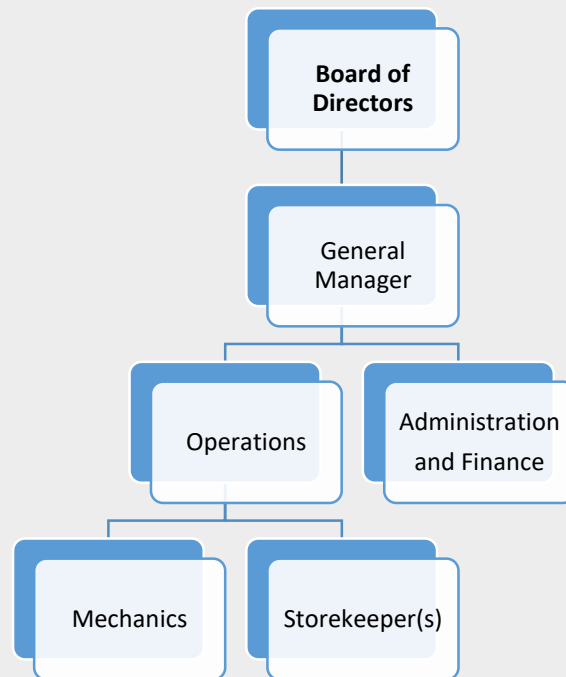 Board of
Directors
General
Manager
Operations
Administration
and Finance
Mechanics
Storekeeper(s)